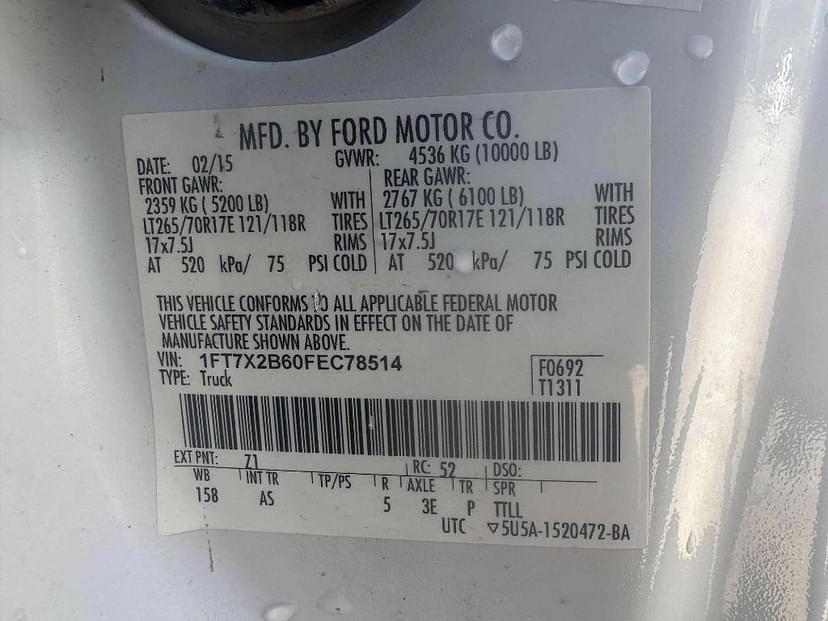 MFD. BY FORD MOTOR CO.
DATE: 02/15 GVWR: 4536 KG (10000 LB)
FRONT GAWR: REAR GAWR:
2359 KG ( 5200 LB) WITH 2767 KG ( 6100 LB) WITH
LT265/70R17E 121/118R TIRES LT265/70R17E 121/118R TIRES
17x7.5J RIMS 17x7.5J RIMS
AT 520 kPa/ 75 PSI COLD AT 520 kPa/ 75 PSI COLD
THIS VEHICLE CONFORMS TO ALL APPLICABLE FEDERAL MOTOR
VEHICLE SAFETY STANDARDS IN EFFECT ON THE DATE OF
MANUFACTURE SHOWN ABOVE.
VIN: 1FT7X2B60FEC78514 F0692
TYPE: Truck T1311
EXT PNT: Z1 RC: 52 DSO:
WB INT TR TP/PS R AXLE TR SPR
158 AS 5 3E P TTLL
UTC ▽5U5A-1520472-BA